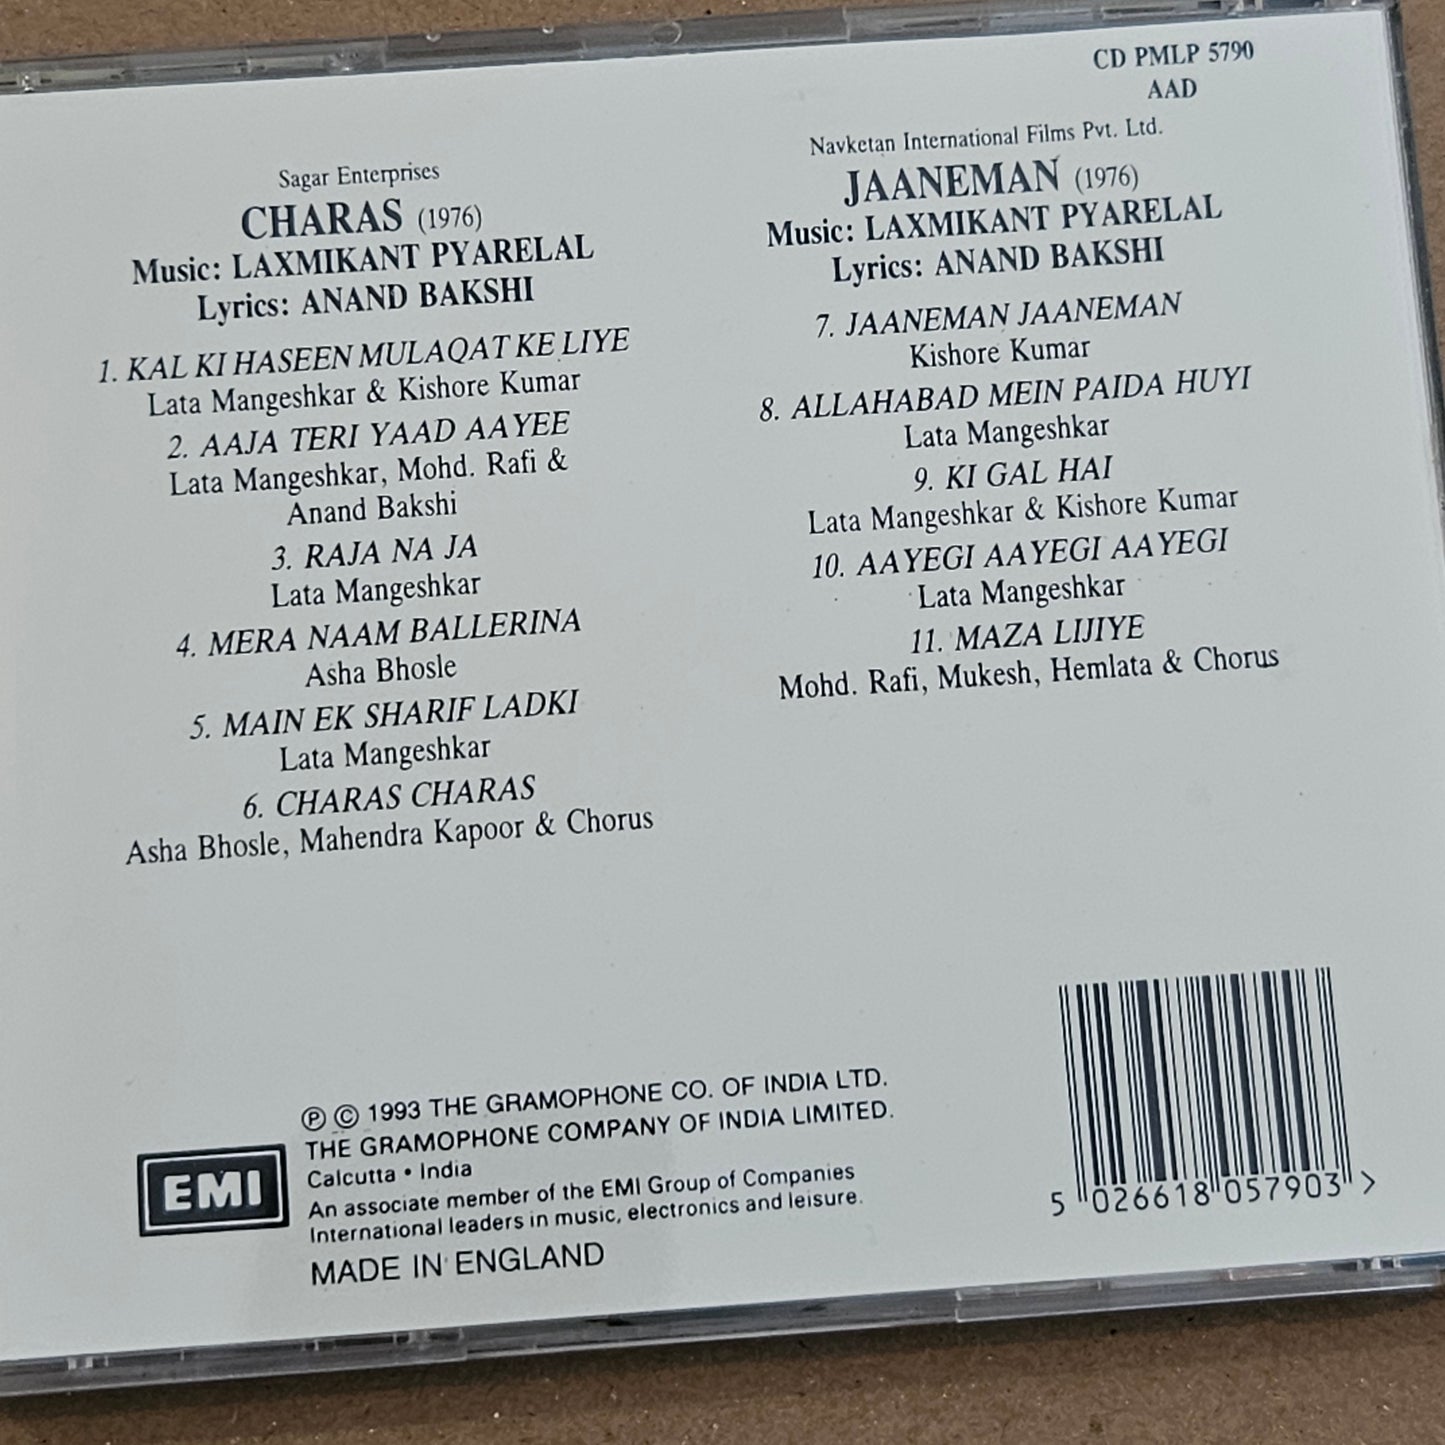 CD PMLP 5790
AAD
Sagar Enterprises
CHARAS (1976)
Music: LAXMIKANT PYARELAL
Lyrics: ANAND BAKSHI
1. KAL KI HASEEN MULAQAT KE LIYE
Lata Mangeshkar & Kishore Kumar
2. AAJA TERI YAAD AAYEE
Lata Mangeshkar, Mohd. Rafi &
Anand Bakshi
3. RAJA NA JA
Lata Mangeshkar
4. MERA NAAM BALLERINA
Asha Bhosle
5. MAIN EK SHARIF LADKI
Lata Mangeshkar
6. CHARAS CHARAS
Asha Bhosle, Mahendra Kapoor & Chorus
Navketan International Films Pvt. Ltd.
JAANEMAN (1976)
Music: LAXMIKANT PYARELAL
Lyrics: ANAND BAKSHI
7. JAANEMAN JAANEMAN
Kishore Kumar
8. ALLAHABAD MEIN PAIDA HUYI
Lata Mangeshkar
9. KI GAL HAI
Lata Mangeshkar & Kishore Kumar
10. AAYEGI AAYEGI AAYEGI
Lata Mangeshkar
11. MAZA LIJIYE
Mohd. Rafi, Mukesh, Hemlata & Chorus
EMI
Ⓟ © 1993 THE GRAMOPHONE CO. OF INDIA LTD.
THE GRAMOPHONE COMPANY OF INDIA LIMITED.
Calcutta • India
An associate member of the EMI Group of Companies
International leaders in music, electronics and leisure.
MADE IN ENGLAND
5 026618 057903 >